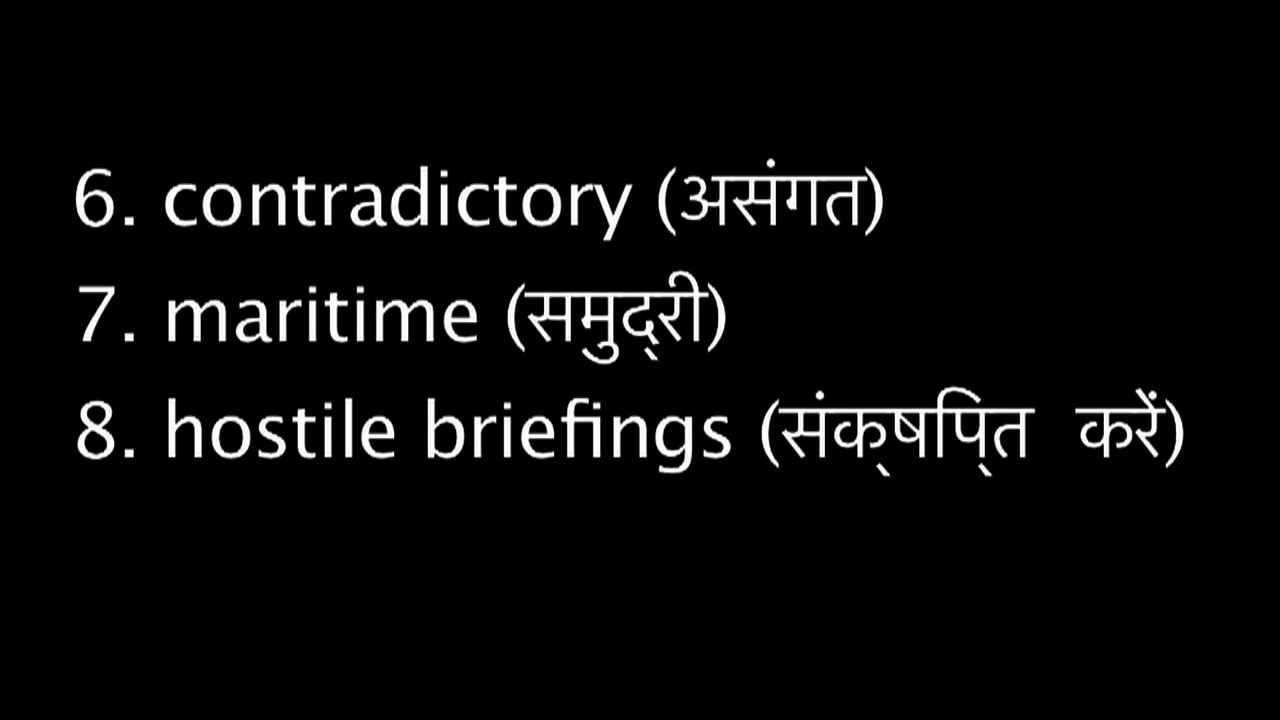 6. contradictory (असंगत)
7. maritime (समुद्री)
8. hostile briefings (संक्षिप्त करें)